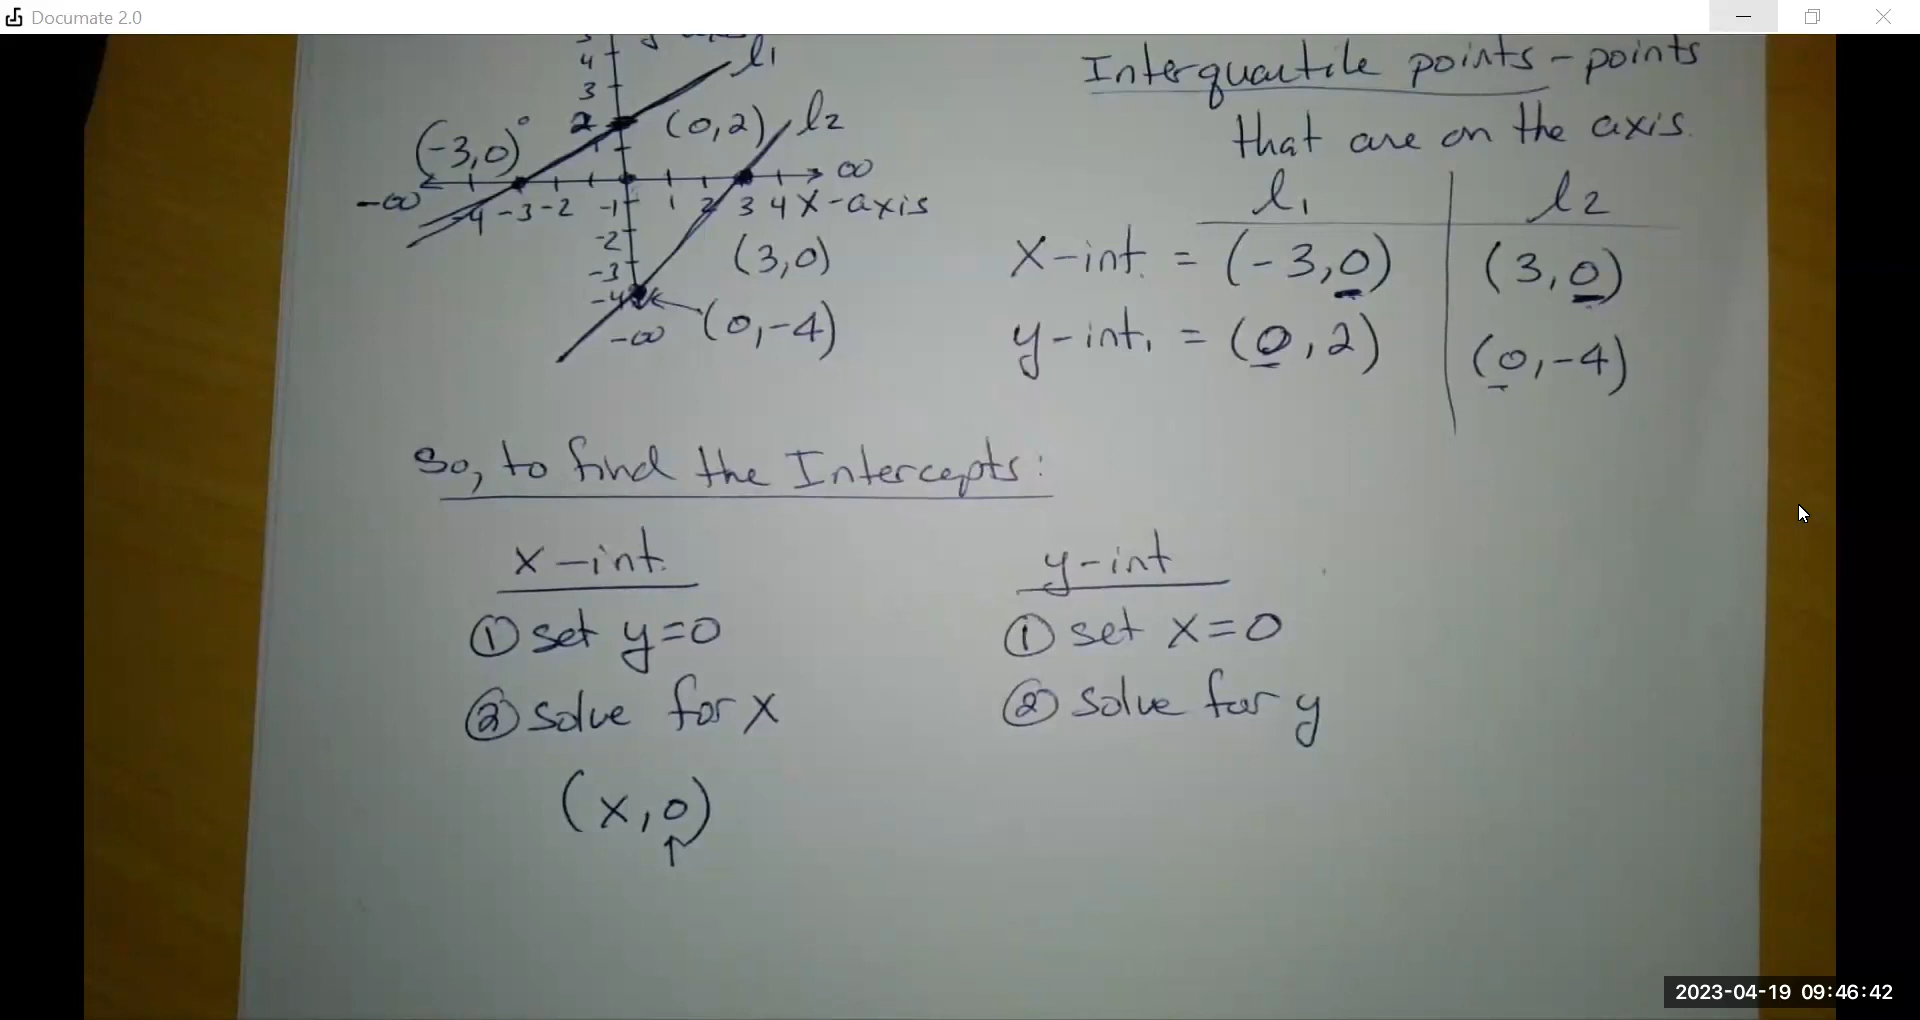 Documate 2.0
4
l1
3
2
(0,2)
l2
(-3,0)
1
-∞
∞
-4 -3 -2 -1 1 2 3 4 X-axis
-2
(3,0)
-3
-4
(0,-4)
-∞
Interquartile points - points
that are on the axis.
l1 l2
X-int. = (-3,0) (3,0)
y-int. = (0,2) (0,-4)
So, to find the Intercepts:
x-int.
① set y=0
② solve for x
(x,0)
↑
y-int
① set x=0
② solve for y
2023-04-19 09:46:42